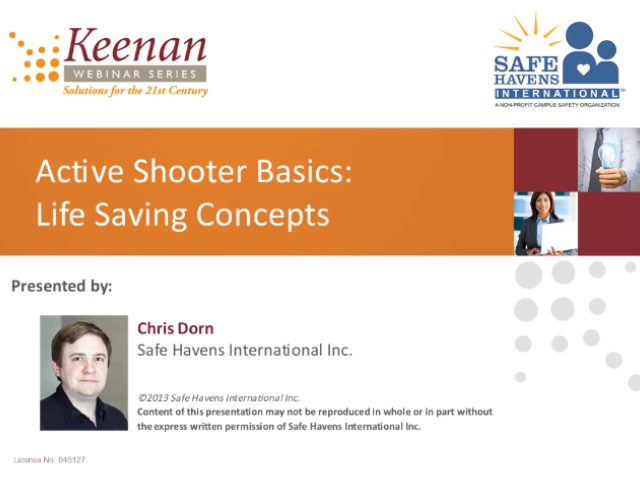 Keenan
WEBINAR SERIES
Solutions for the 21st Century
SAFE
HAVENS
INTERNATIONAL™
A NON-PROFIT CAMPUS SAFETY ORGANIZATION
Active Shooter Basics:
Life Saving Concepts
Presented by:
Chris Dorn
Safe Havens International Inc.
©2013 Safe Havens International Inc.
Content of this presentation may not be reproduced in whole or in part without
the express written permission of Safe Havens International Inc.
License No. 045127